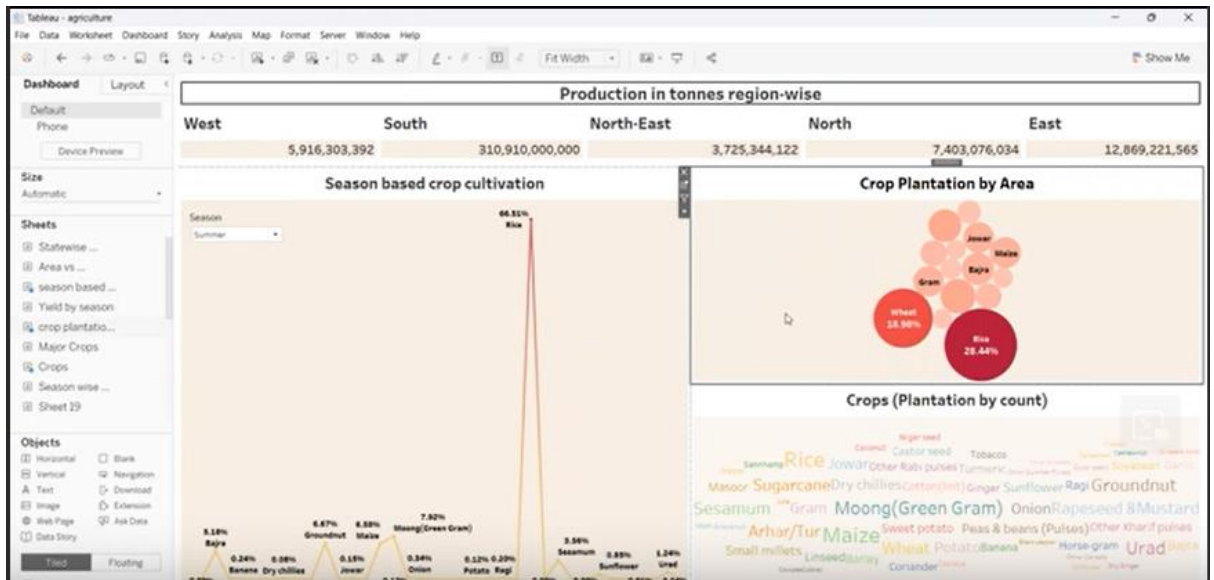 Tableau - agriculture
File Data Worksheet Dashboard Story Analysis Map Format Server Window Help
Fit Width
Show Me
Dashboard Layout
Default
Phone
Device Preview
Size
Automatic
Sheets
Statewise ...
Area vs ...
season based ...
Yield by season
crop plantatio...
Major Crops
Crops
Season wise ...
Sheet 19
Objects
Horizontal Blank
Vertical Navigation
A Text Download
Image Extension
Web Page Ask Data
Data Story
Tiled Floating
Production in tonnes region-wise
West South North-East North East
5,916,303,392 310,910,000,000 3,725,344,122 7,403,076,034 12,869,221,565
Season based crop cultivation
Season
Summer
66.51%
Rice
5.18%
Bajra
0.24%
Banana
0.08%
Dry chillies
6.67%
Groundnut
0.15%
Jowar
6.58%
Maize
7.92%
Moong(Green Gram)
0.36%
Onion
0.12%
Potato
0.20%
Ragi
3.56%
Sesamum
0.85%
Sunflower
1.24%
Urad
Crop Plantation by Area
Jowar
Maize
Bajra
Gram
Wheat
18.98%
Rice
28.44%
Crops (Plantation by count)
Niger seed
Coconut Castor seed Tobacco
Sannhamg Rice Jowar Other Rabi pulses Turmeric Soyabean Garlic
Masoor Sugarcane Dry chillies Cotton(lint) Ginger Sunflower Ragi Groundnut
Sesamum Gram Moong(Green Gram) Onion Rapeseed &Mustard
Arhar/Tur Maize Sweet potato Peas & beans (Pulses) Other Kharif pulses
Small millets Linseed Barley Wheat Potato Banana Horse-gram Urad Bajra
Coriander